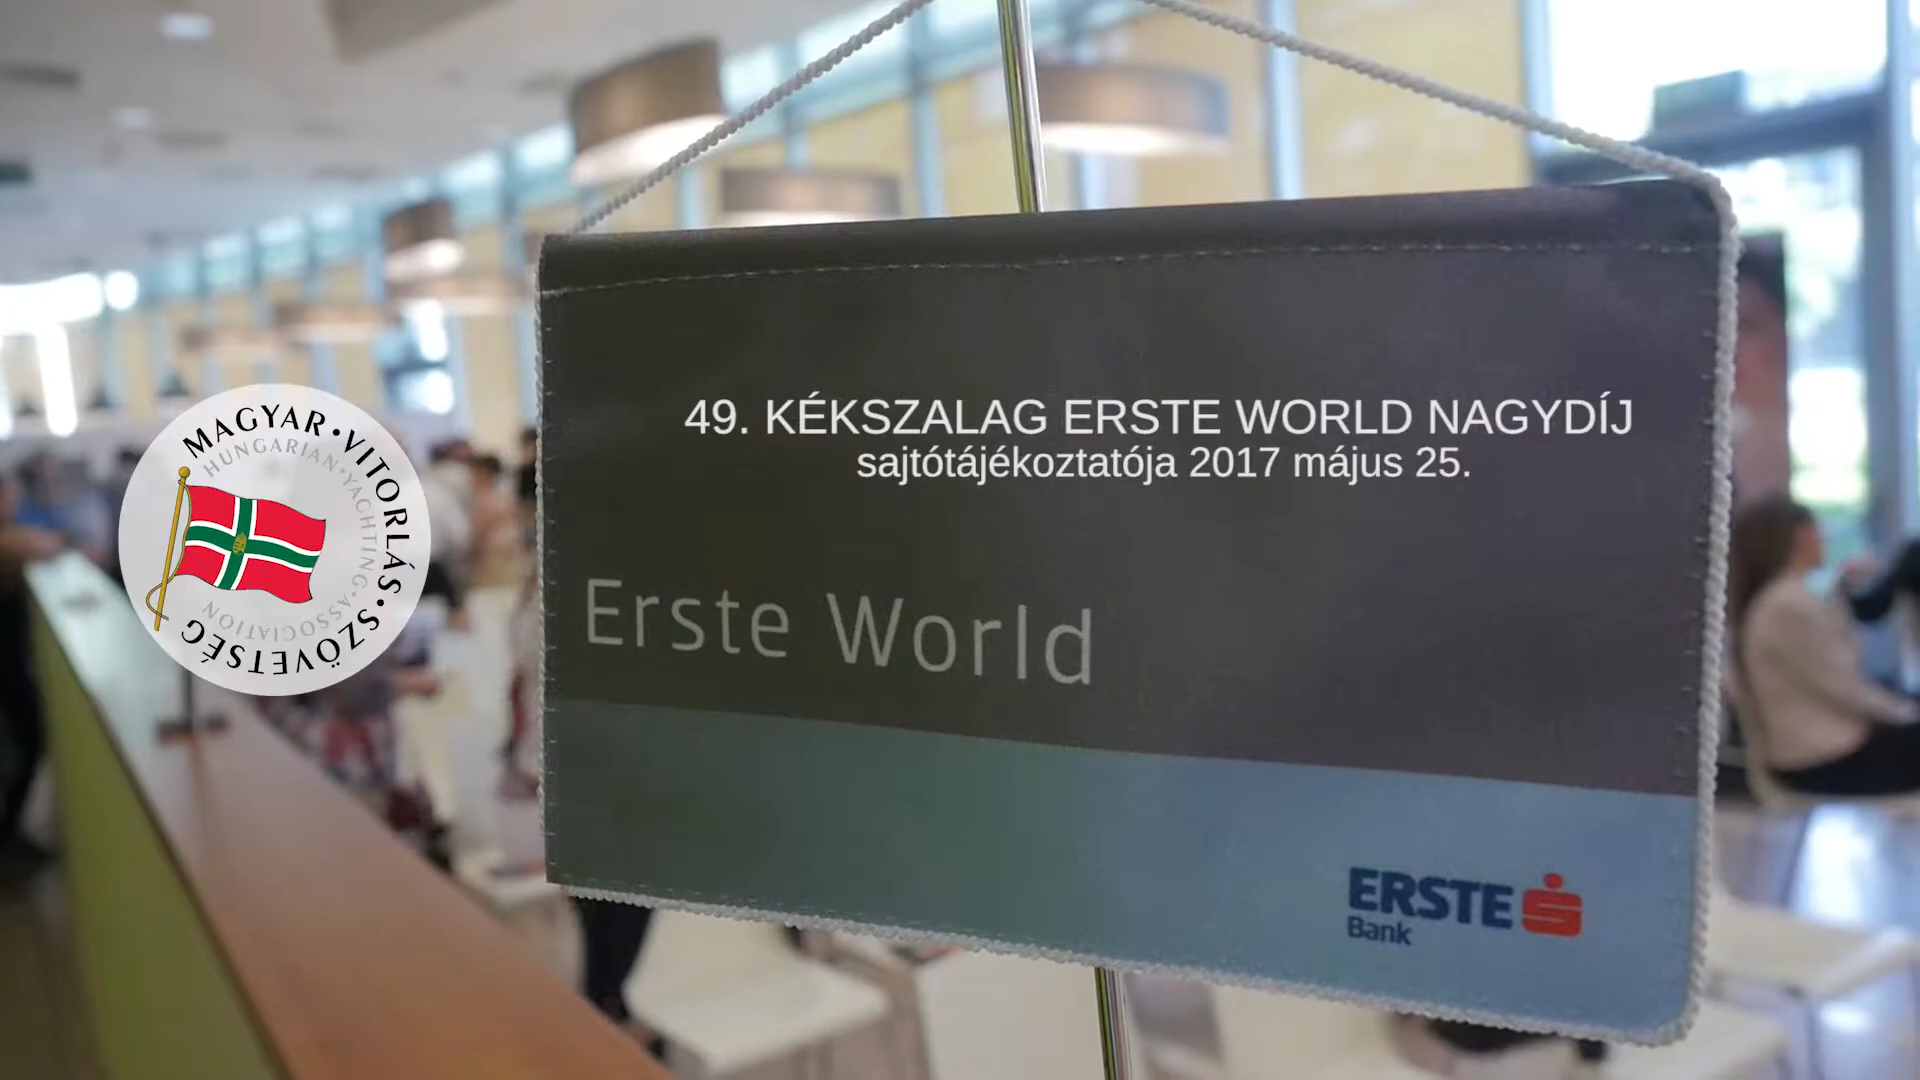 MAGYAR•VITORLÁS•SZÖVETSÉG
HUNGARIAN•YACHTING•ASSOCIATION
49. KÉKSZALAG ERSTE WORLD NAGYDÍJ
sajtótájékoztatója 2017 május 25.
Erste World
ERSTE
Bank